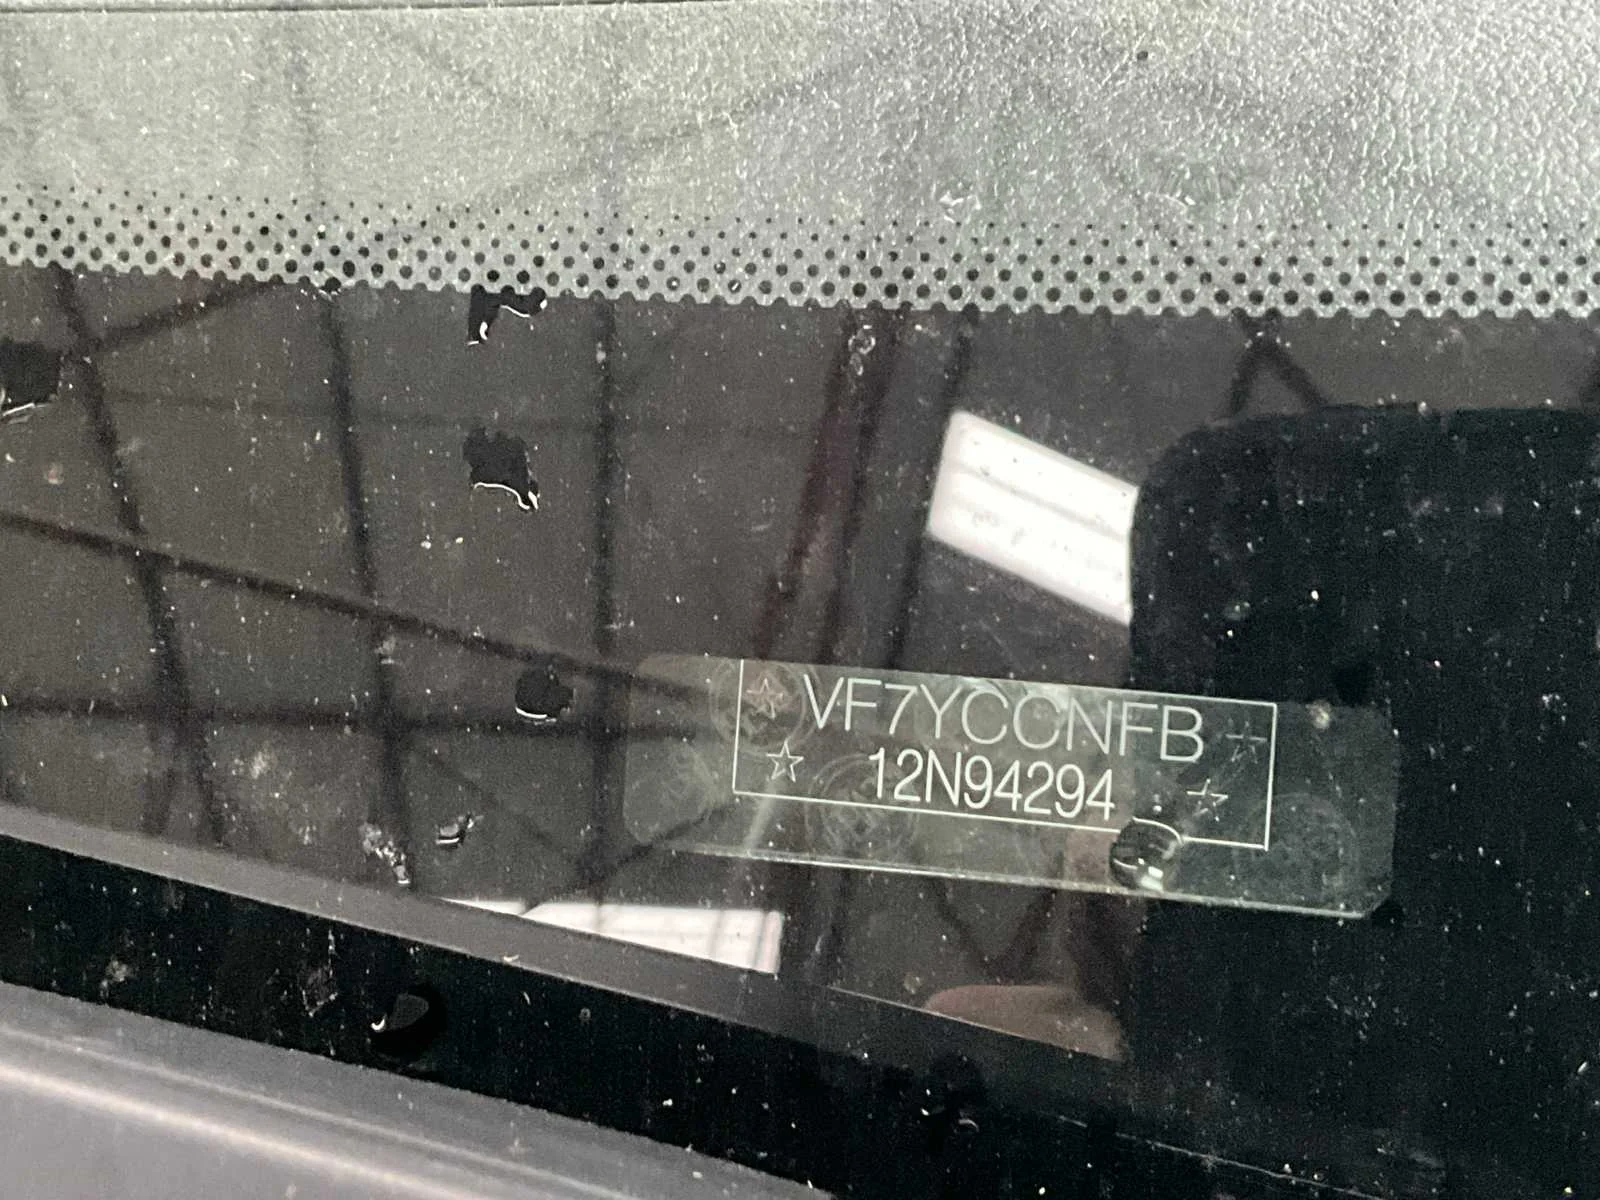 ☆ VF7YCCNFB ☆
☆ 12N94294 ☆